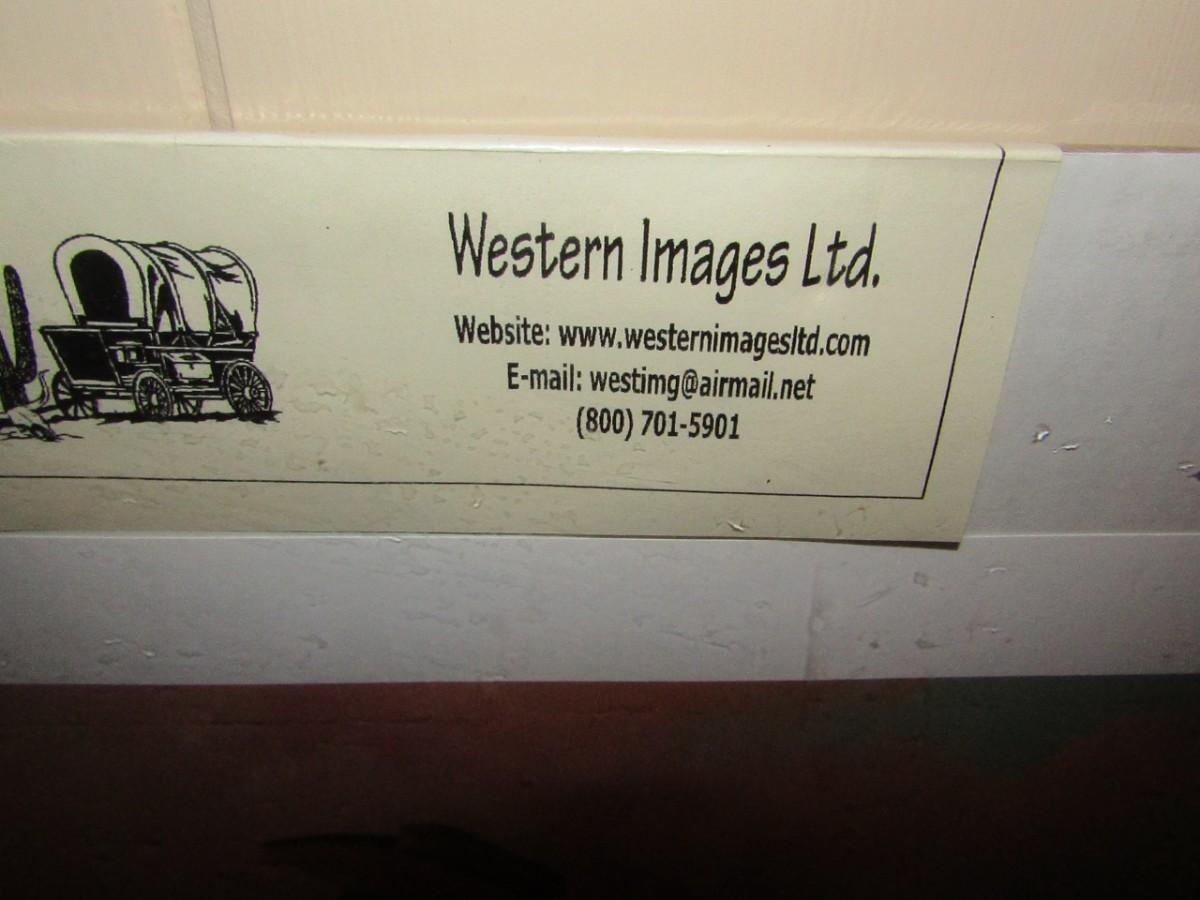 Western Images Ltd.
Website: www.westernimagesltd.com
E-mail: westimg@airmail.net
(800) 701-5901